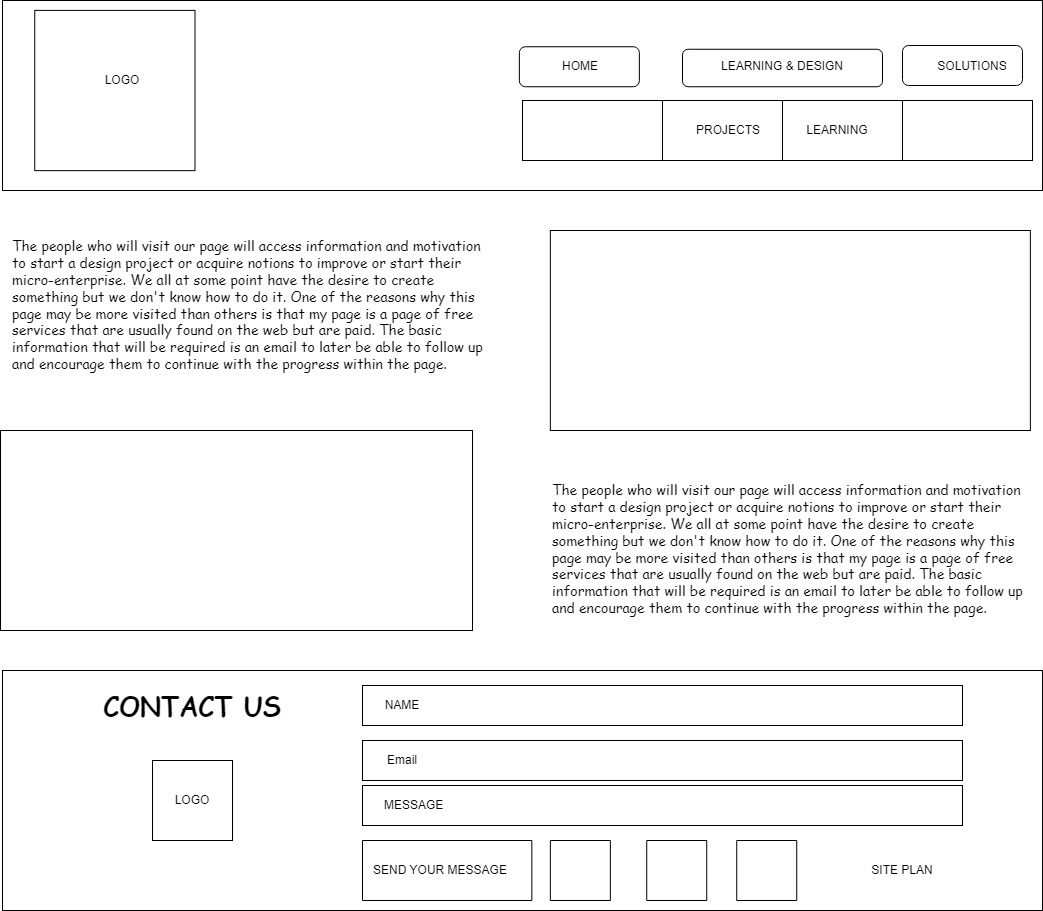 LOGO
HOME
LEARNING & DESIGN
SOLUTIONS
PROJECTS
LEARNING
The people who will visit our page will access information and motivation
to start a design project or acquire notions to improve or start their
micro-enterprise. We all at some point have the desire to create
something but we don't know how to do it. One of the reasons why this
page may be more visited than others is that my page is a page of free
services that are usually found on the web but are paid. The basic
information that will be required is an email to later be able to follow up
and encourage them to continue with the progress within the page.
The people who will visit our page will access information and motivation
to start a design project or acquire notions to improve or start their
micro-enterprise. We all at some point have the desire to create
something but we don't know how to do it. One of the reasons why this
page may be more visited than others is that my page is a page of free
services that are usually found on the web but are paid. The basic
information that will be required is an email to later be able to follow up
and encourage them to continue with the progress within the page.
CONTACT US
LOGO
NAME
Email
MESSAGE
SEND YOUR MESSAGE
SITE PLAN